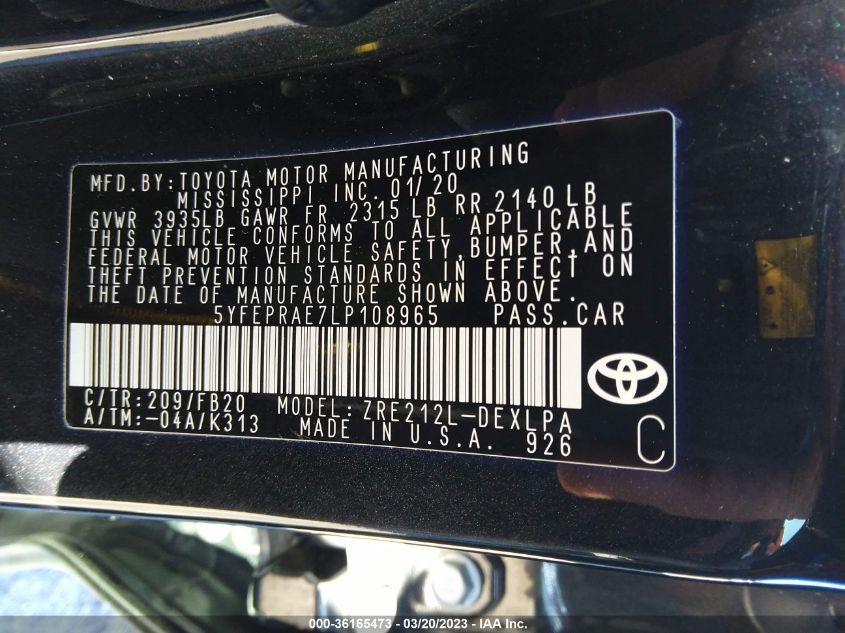 MFD.BY:TOYOTA MOTOR MANUFACTURING
MISSISSIPPI INC. 01/20
GVWR 3935LB GAWR FR 2315 LB RR 2140LB
THIS VEHICLE CONFORMS TO ALL APPLICABLE
FEDERAL MOTOR VEHICLE SAFETY,BUMPER,AND
THEFT PREVENTION STANDARDS IN EFFECT ON
THE DATE OF MANUFACTURE SHOWN ABOVE.
5YFEPRAE7LP108965 PASS.CAR
C/TR:209/FB20 MODEL:ZRE212L-DEXLPA
A/TM:-04A/K313 MADE IN U.S.A. 926
C
000-36165473 - 03/20/2023 - © IAA, Inc.